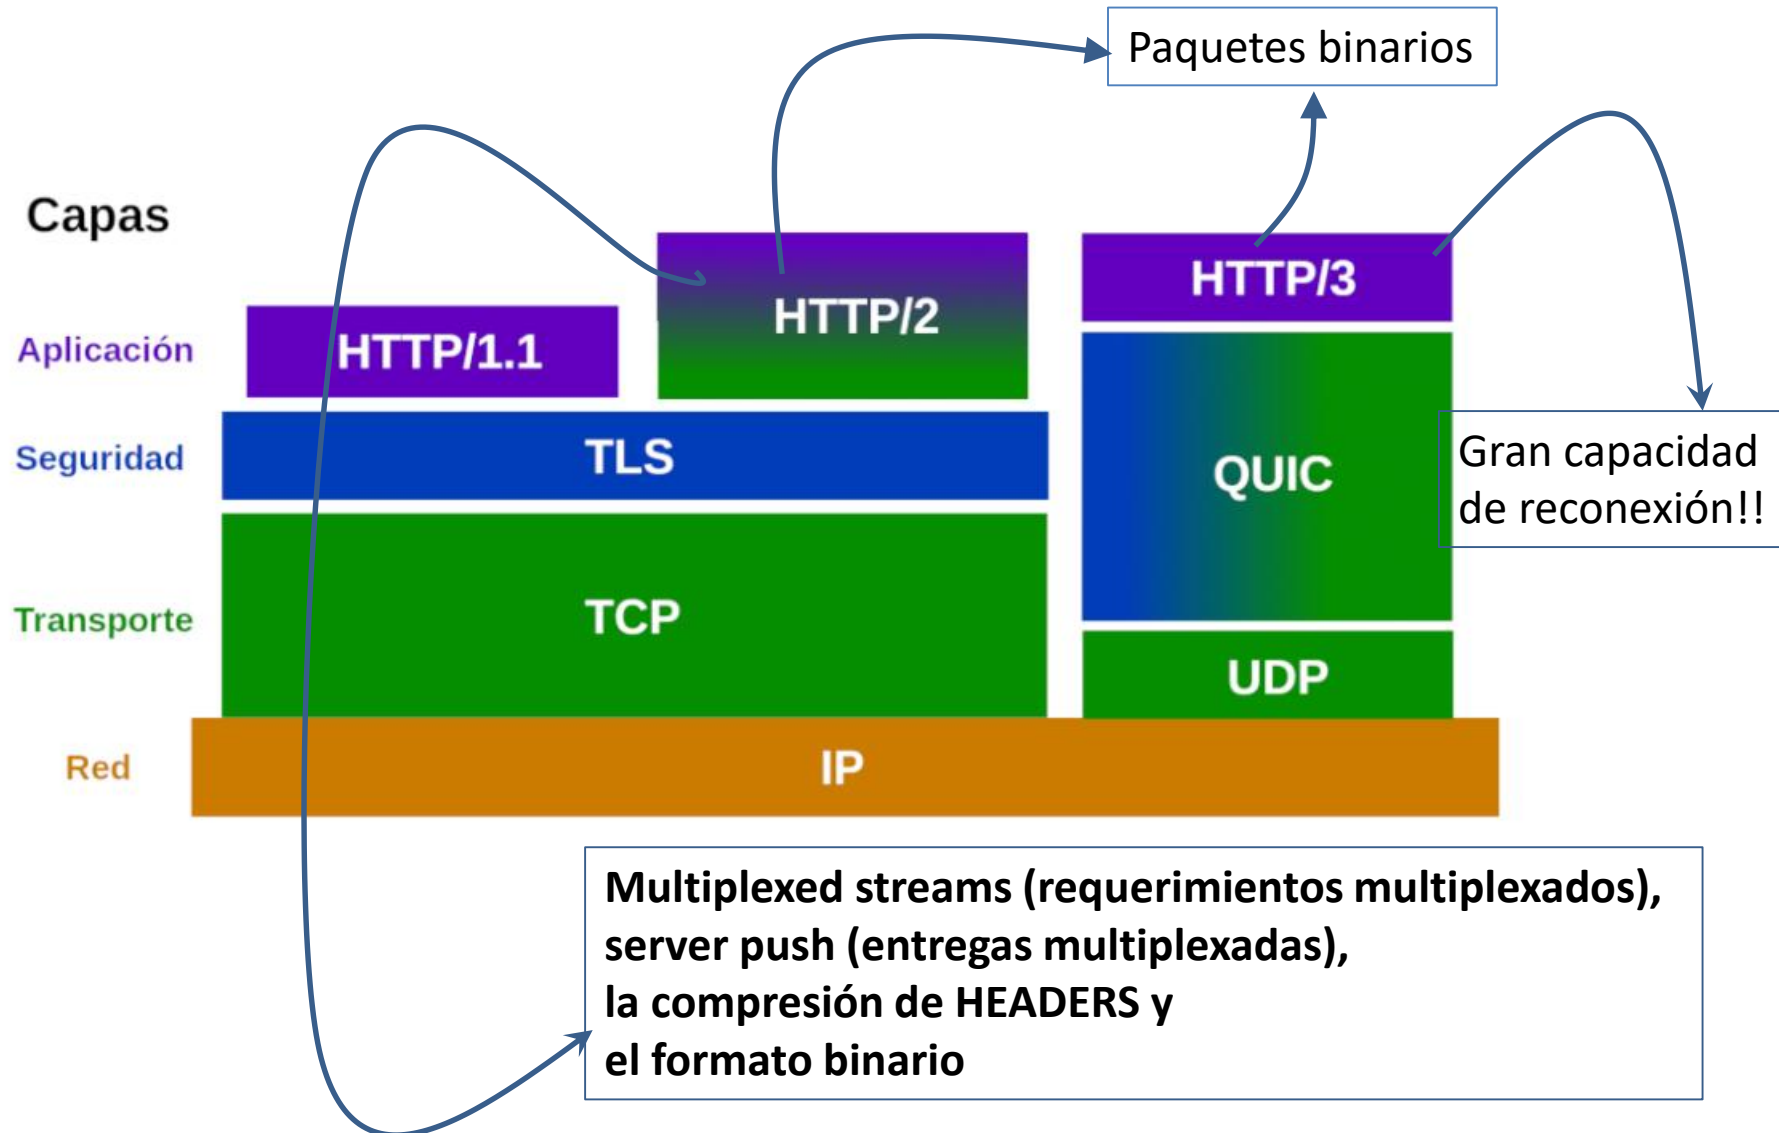 Paquetes binarios
Capas
HTTP/3
HTTP/2
Aplicación
HTTP/1.1
Seguridad
TLS
QUIC
Gran capacidad
de reconexión!!
Transporte
TCP
UDP
Red
IP
Multiplexed streams (requerimientos multiplexados),
server push (entregas multiplexadas),
la compresión de HEADERS y
el formato binario